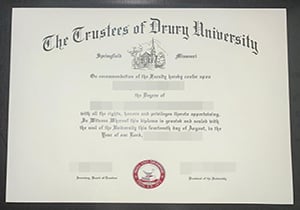 The Trustees of Drury University
Springfield Missouri
On recommendation of the Faculty hereby confer upon
the Degree of
with all the rights, honors and privileges thereto appertaining.
In Witness Whereof this diploma is granted and sealed with
the seal of the University this fourteenth day of August, in the
Year of our Lord,
Secretary, Board of Trustees
President of the University